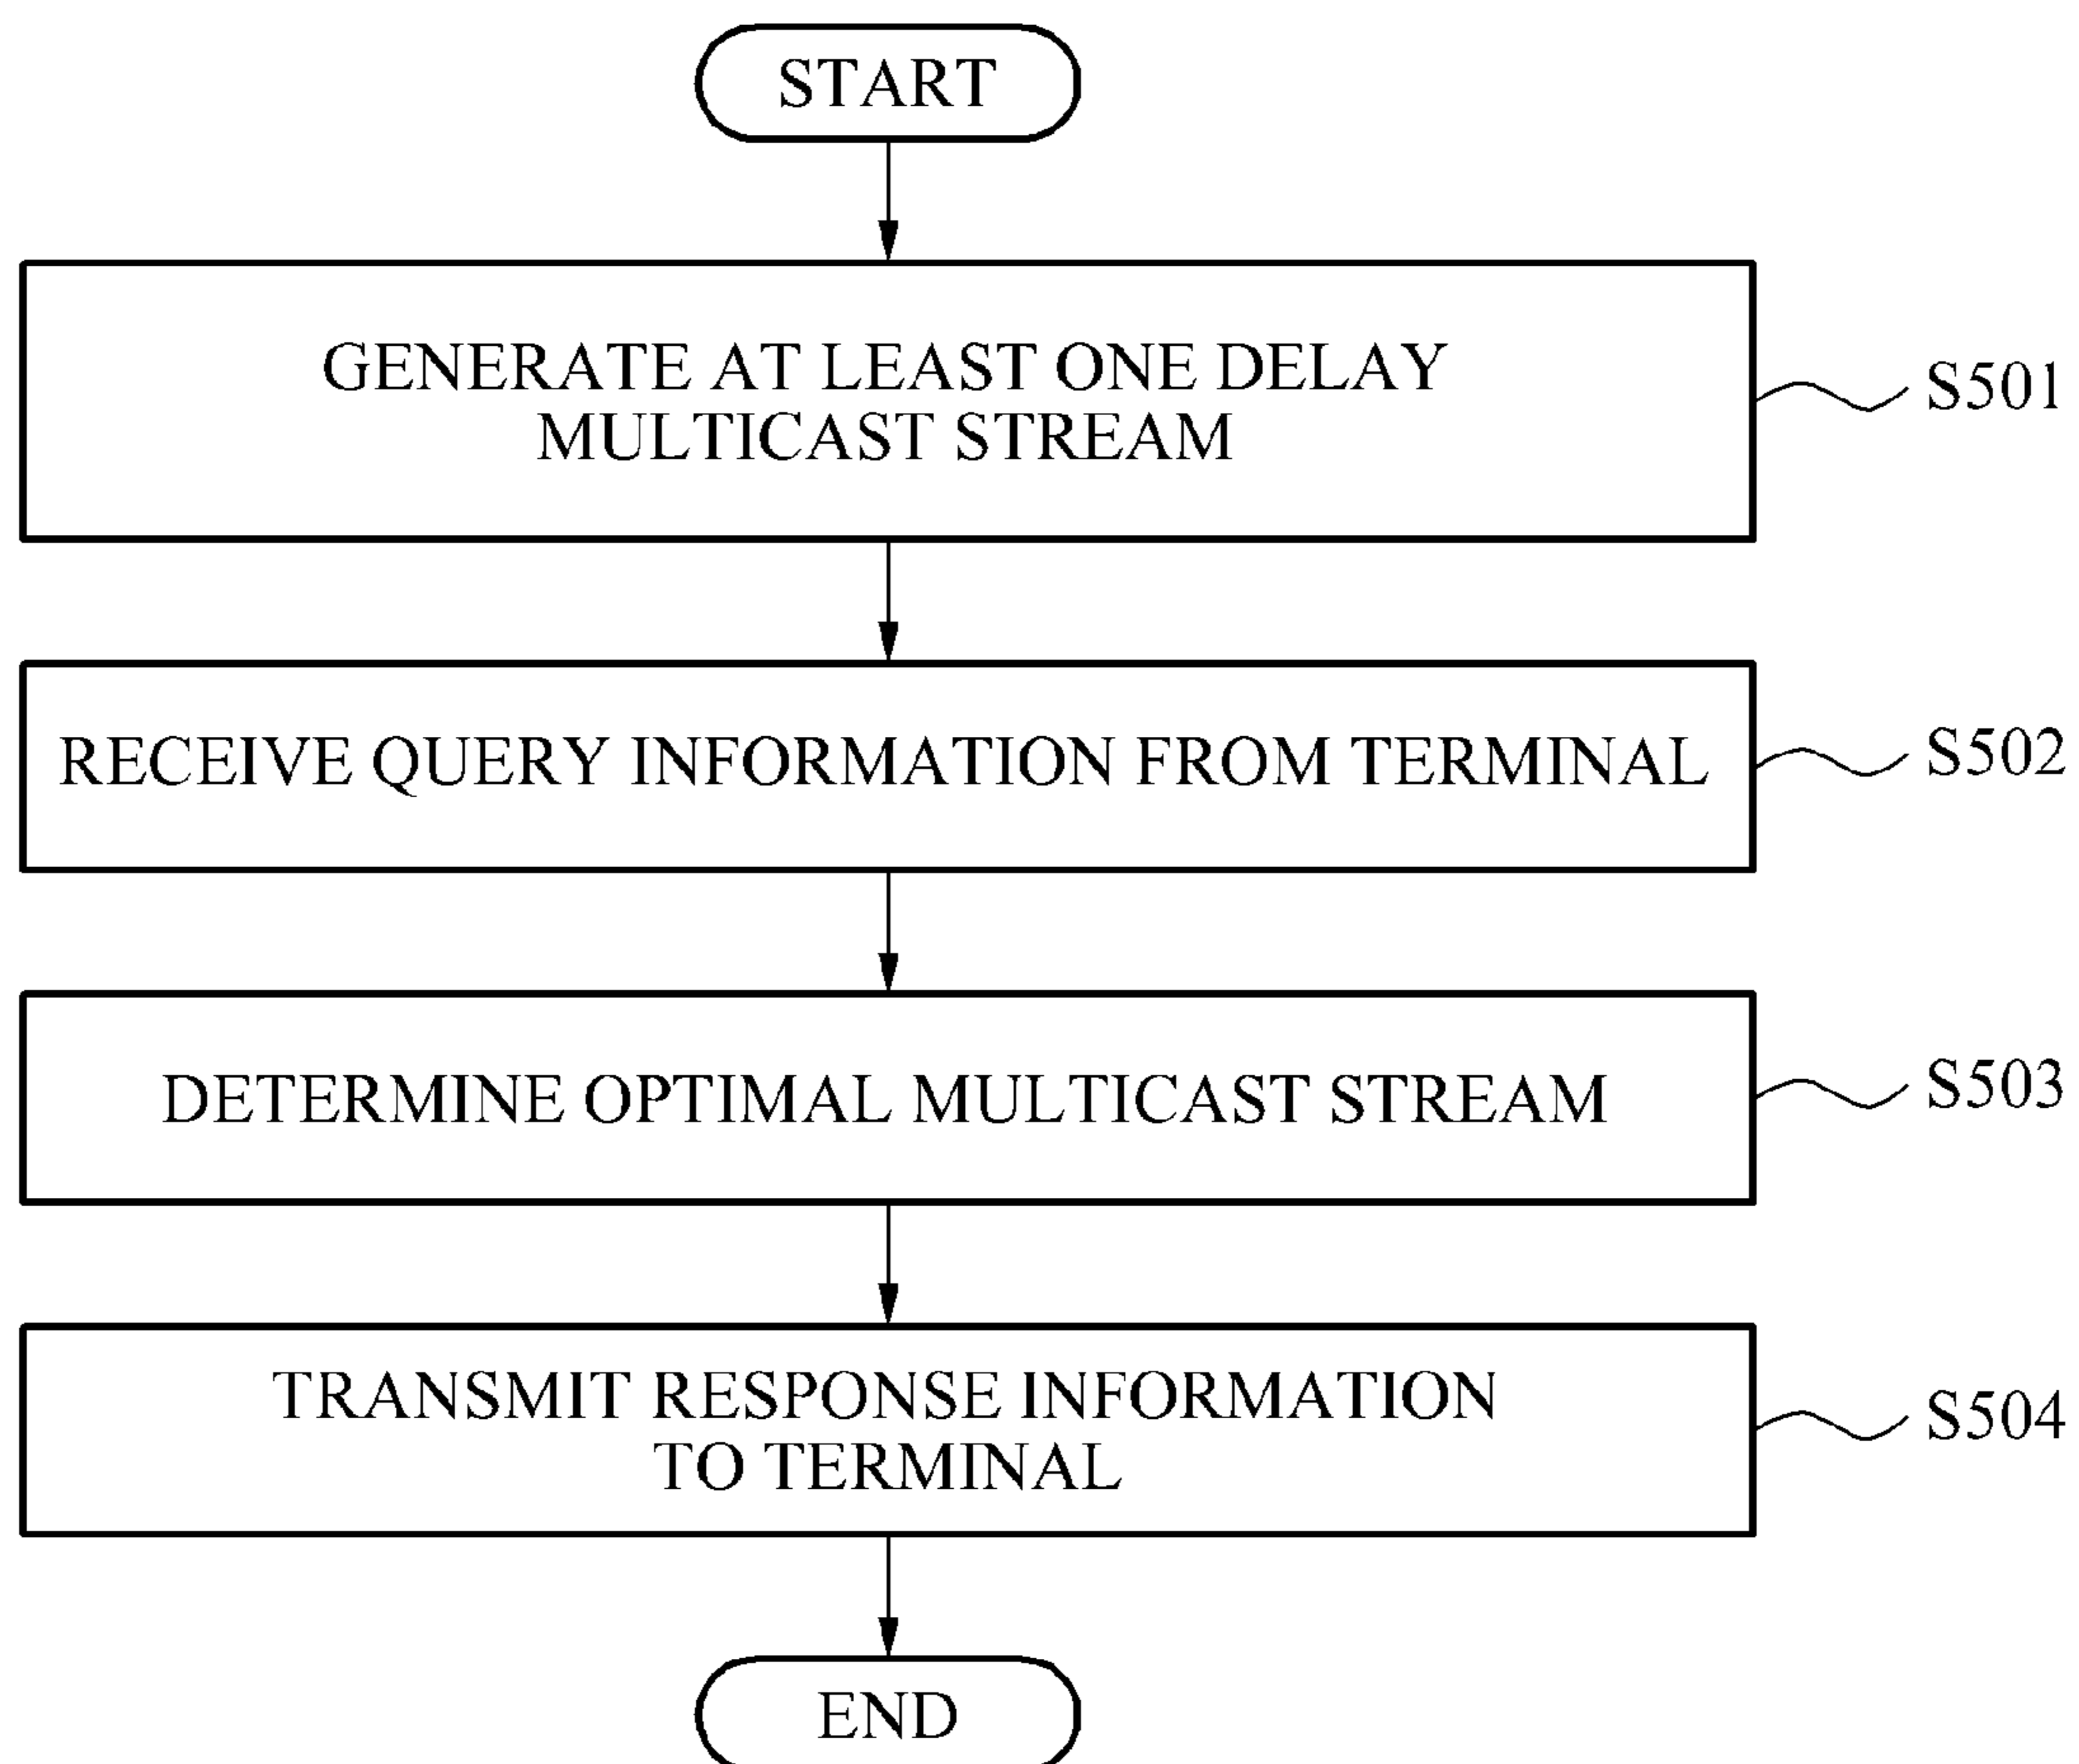 START
GENERATE AT LEAST ONE DELAY
MULTICAST STREAM
S501
RECEIVE QUERY INFORMATION FROM TERMINAL
S502
DETERMINE OPTIMAL MULTICAST STREAM
S503
TRANSMIT RESPONSE INFORMATION
TO TERMINAL
S504
END